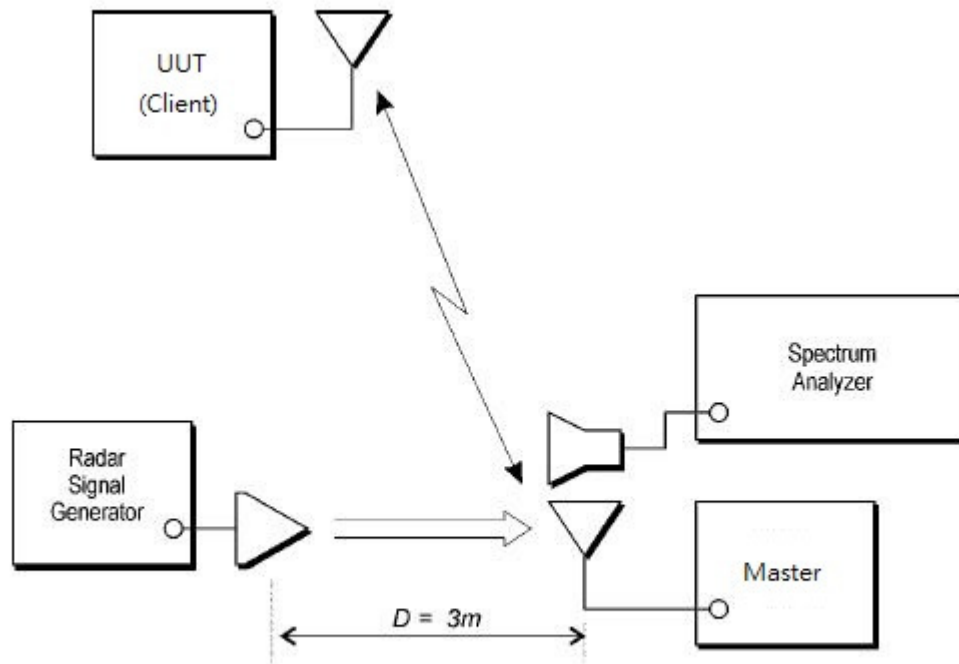 UUT
(Client)
Spectrum
Analyzer
Radar
Signal
Generator
Master
D = 3m